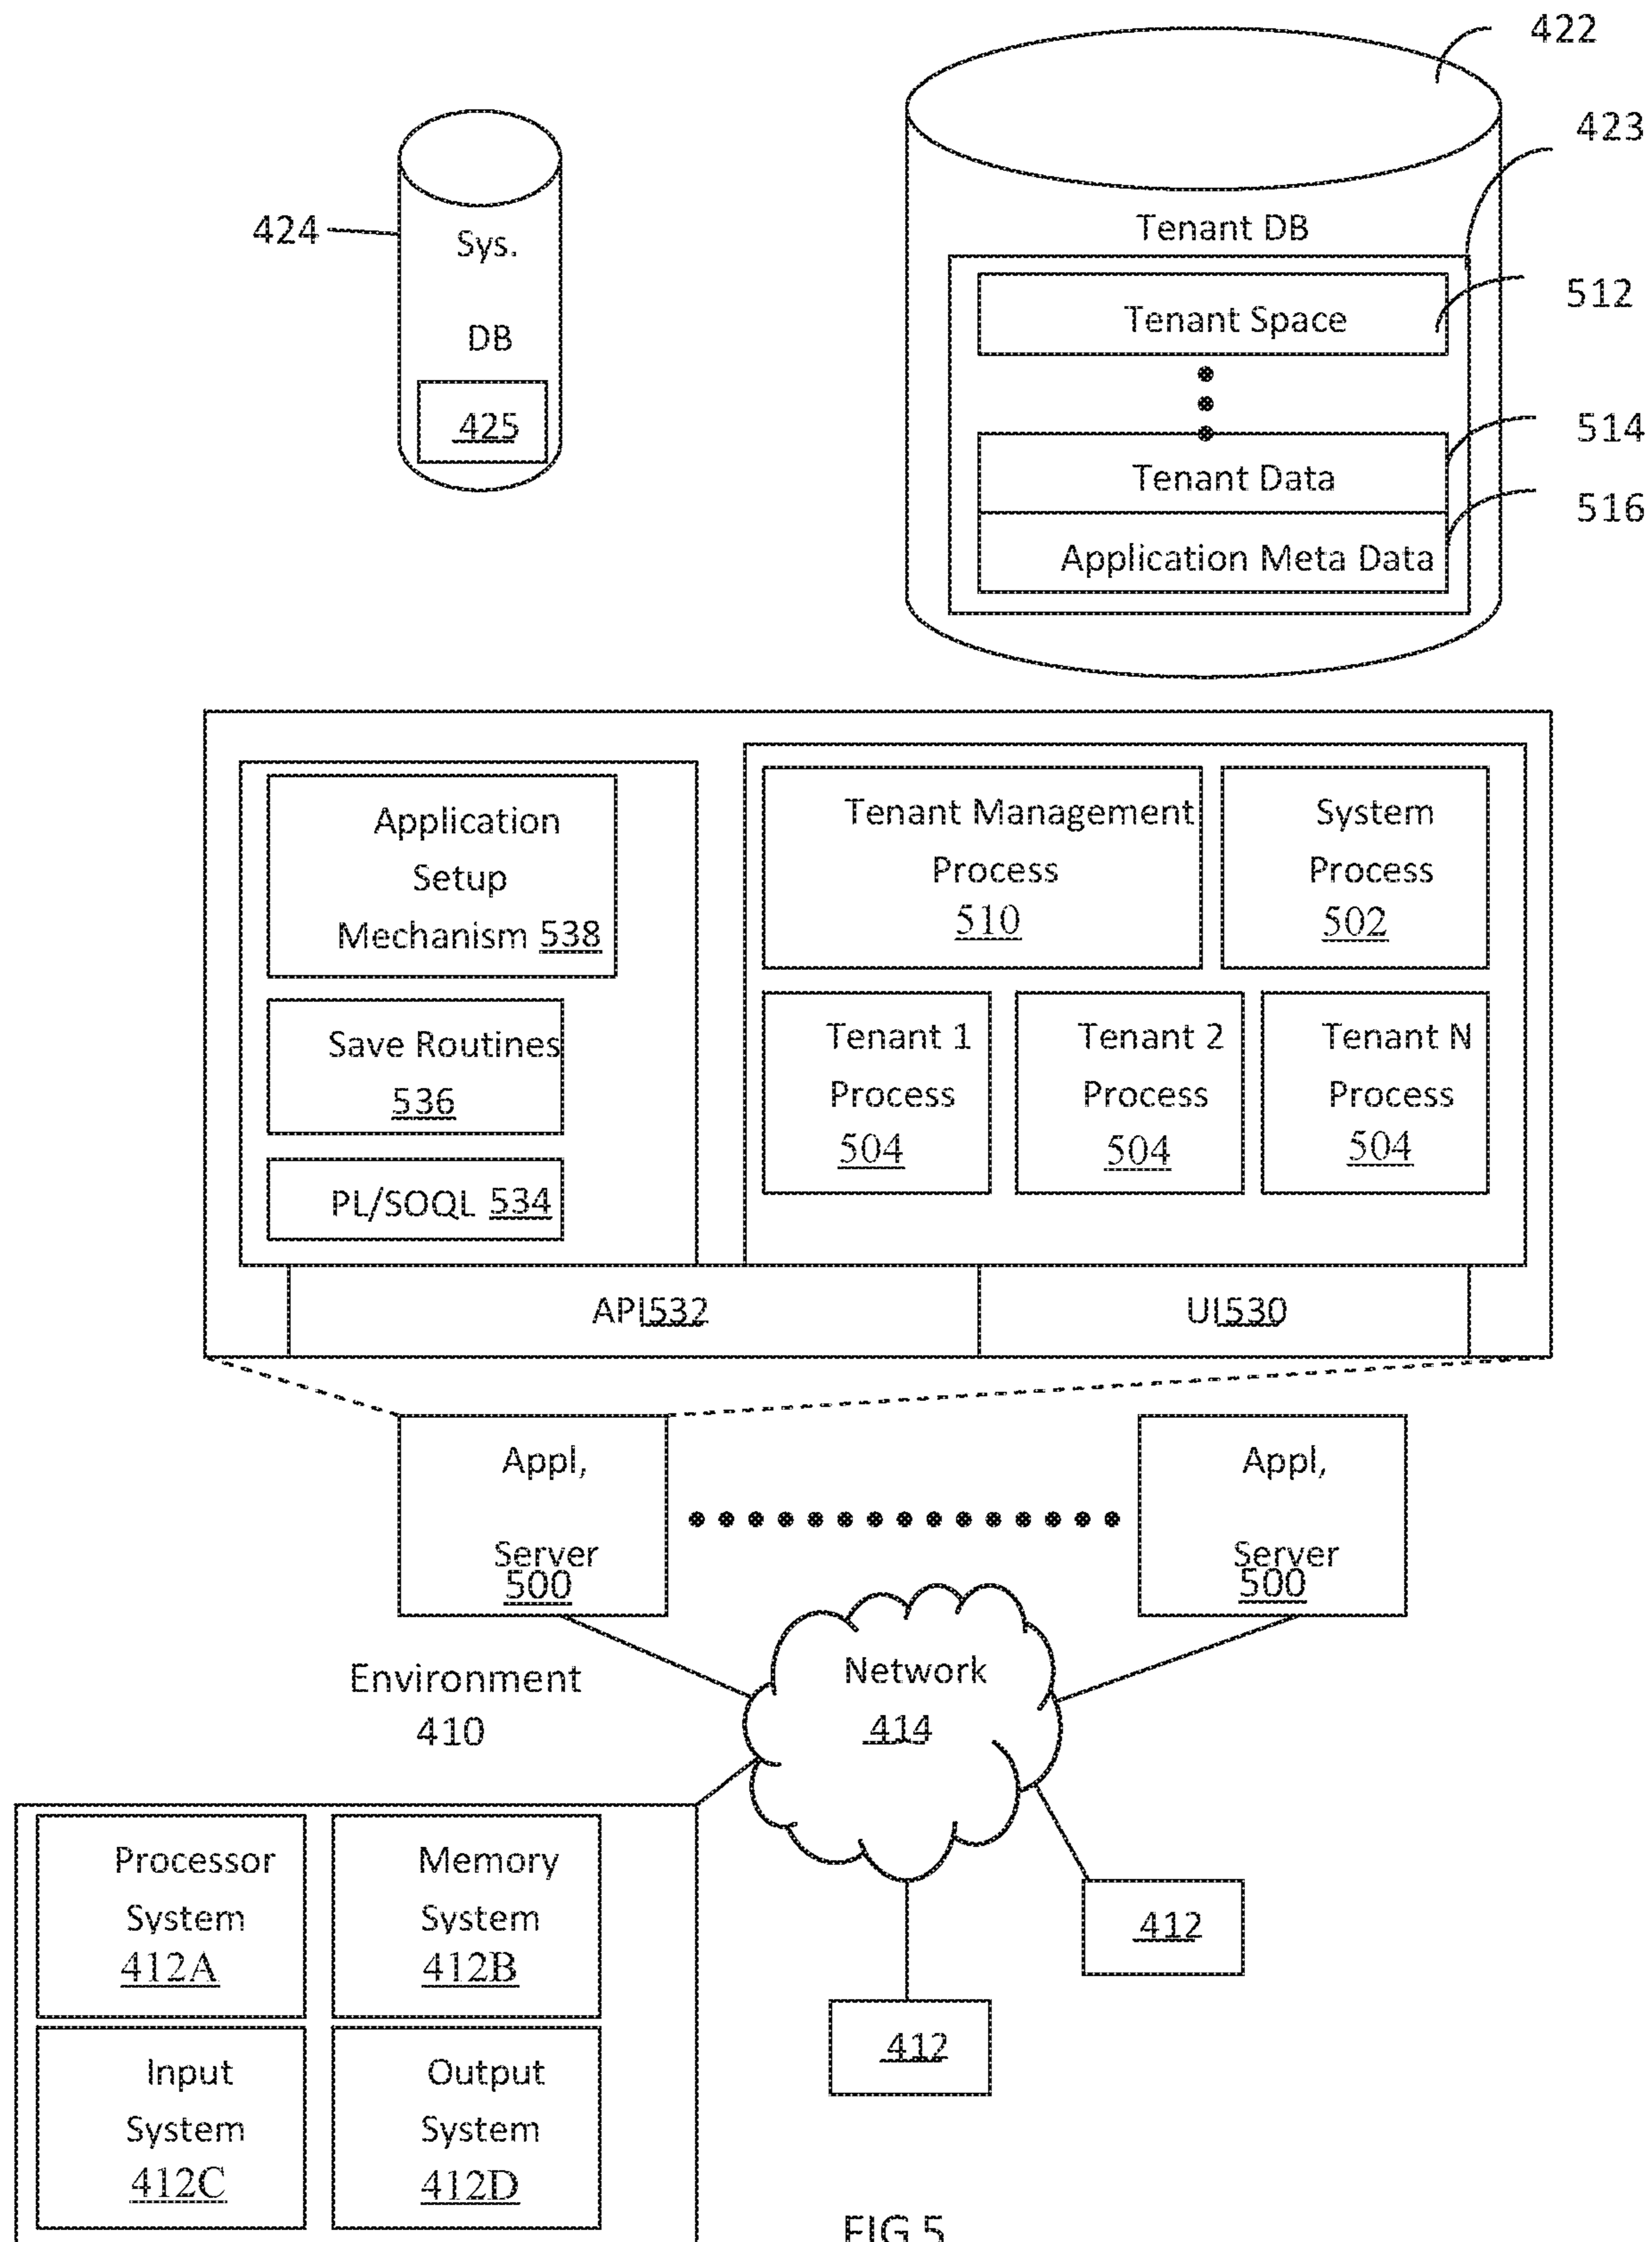 422
423
424
Sys.
DB
425
Tenant DB
Tenant Space
512
514
Tenant Data
516
Application Meta Data
Application
Setup
Mechanism 538
Save Routines
536
PL/SOQL 534
Tenant Management
Process
510
System
Process
502
Tenant 1
Process
504
Tenant 2
Process
504
Tenant N
Process
504
API532
UI530
Appl,
Server
500
Appl,
Server
500
Environment
410
Network
414
Processor
System
412A
Memory
System
412B
Input
System
412C
Output
System
412D
412
412
FIG 5